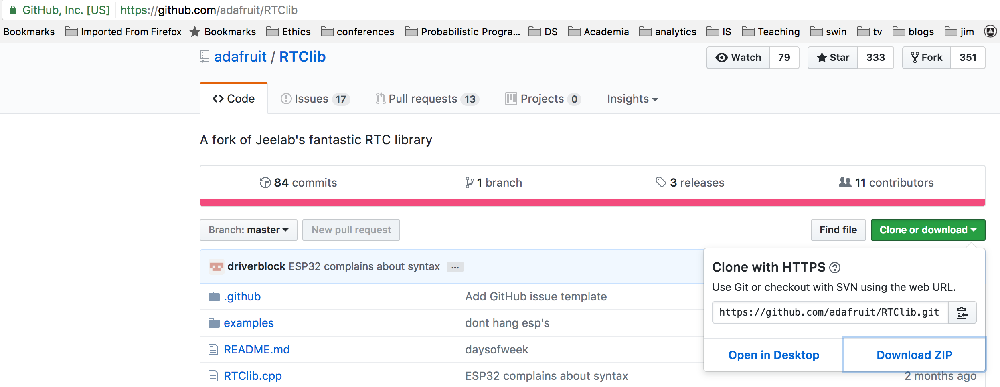 GitHub, Inc. [US] https://github.com/adafruit/RTClib
Bookmarks Imported From Firefox Bookmarks Ethics conferences Probabilistic Progra... DS Academia analytics IS Teaching swin tv blogs jim
adafruit / RTClib Watch 79 Star 333 Fork 351
Code Issues 17 Pull requests 13 Projects 0 Insights
A fork of Jeelab's fantastic RTC library
84 commits 1 branch 3 releases 11 contributors
Branch: master New pull request Find file Clone or download
driverblock ESP32 complains about syntax ...
Clone with HTTPS ?
Use Git or checkout with SVN using the web URL.
.github Add GitHub issue template
https://github.com/adafruit/RTClib.git
examples dont hang esp's
README.md daysofweek
Open in Desktop Download ZIP
RTClib.cpp ESP32 complains about syntax 2 months ago